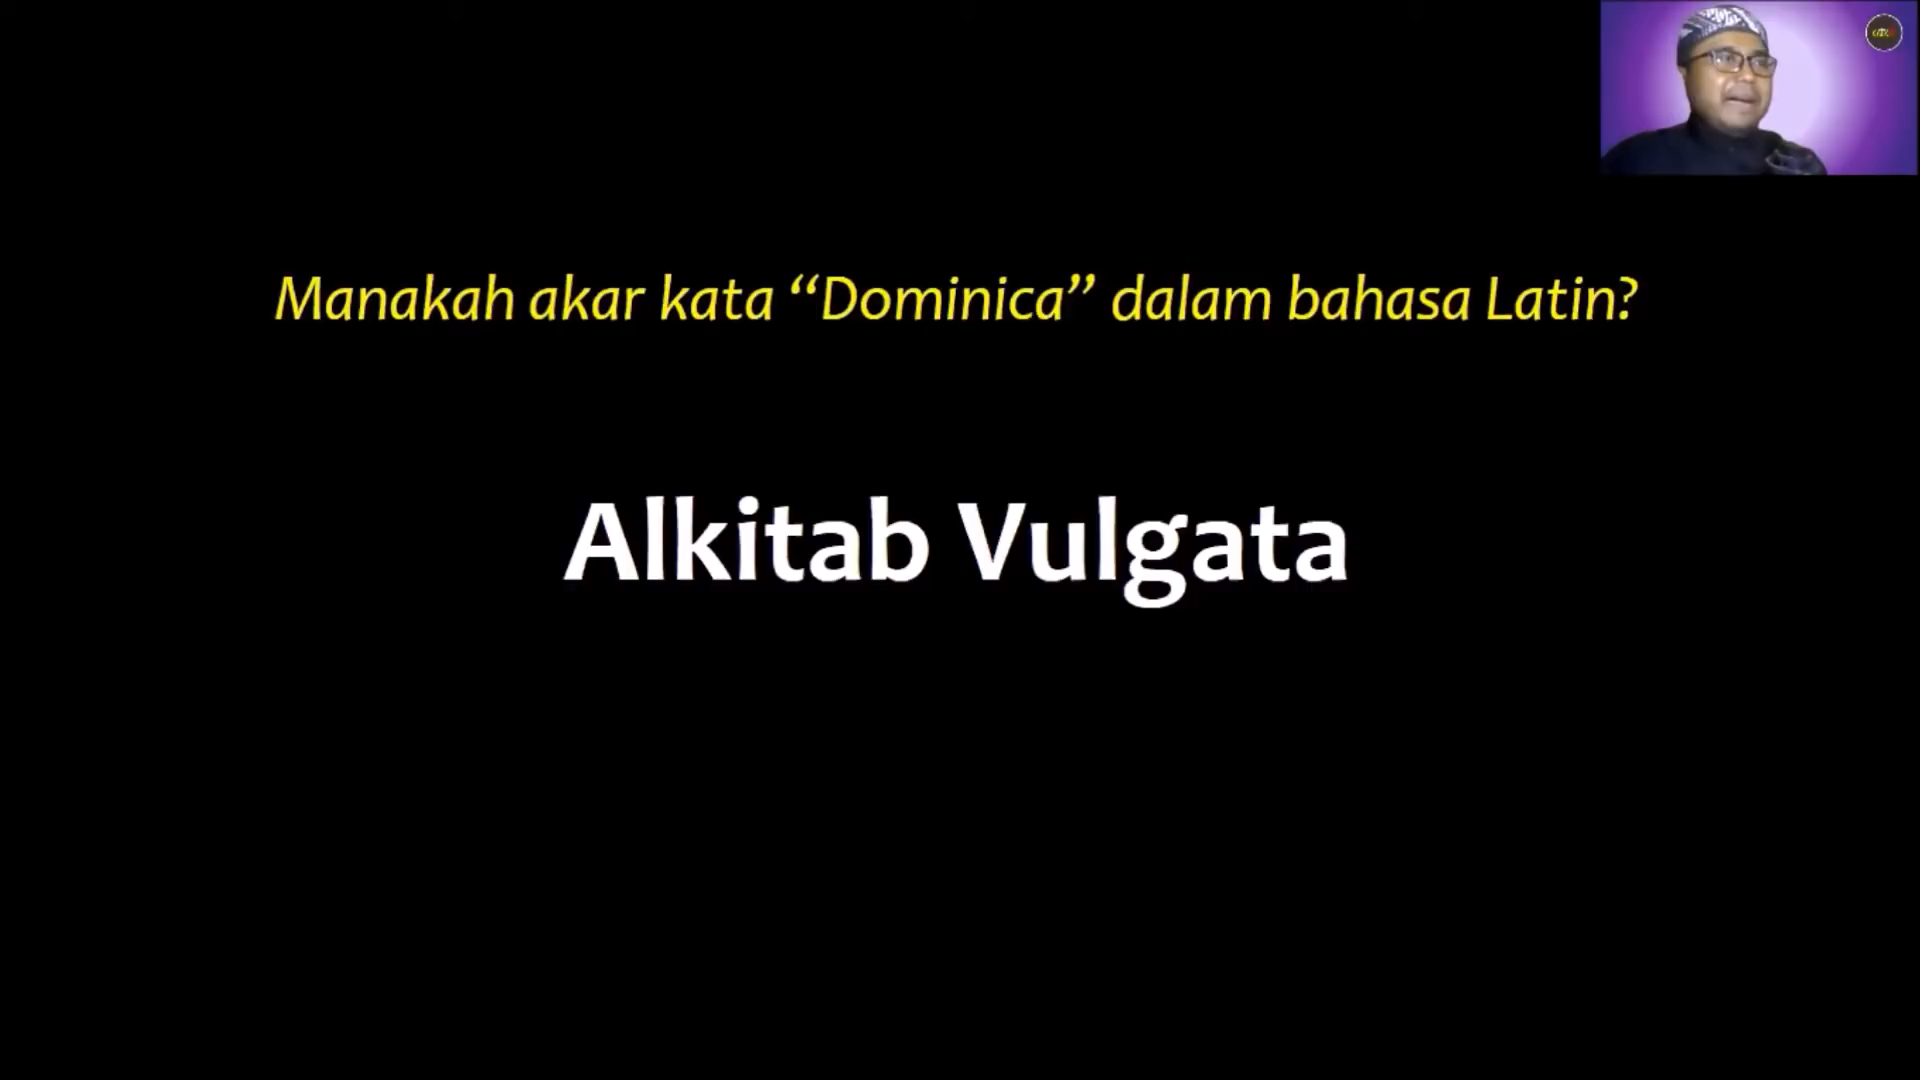 Manakah akar kata “Dominica” dalam bahasa Latin?
Alkitab Vulgata